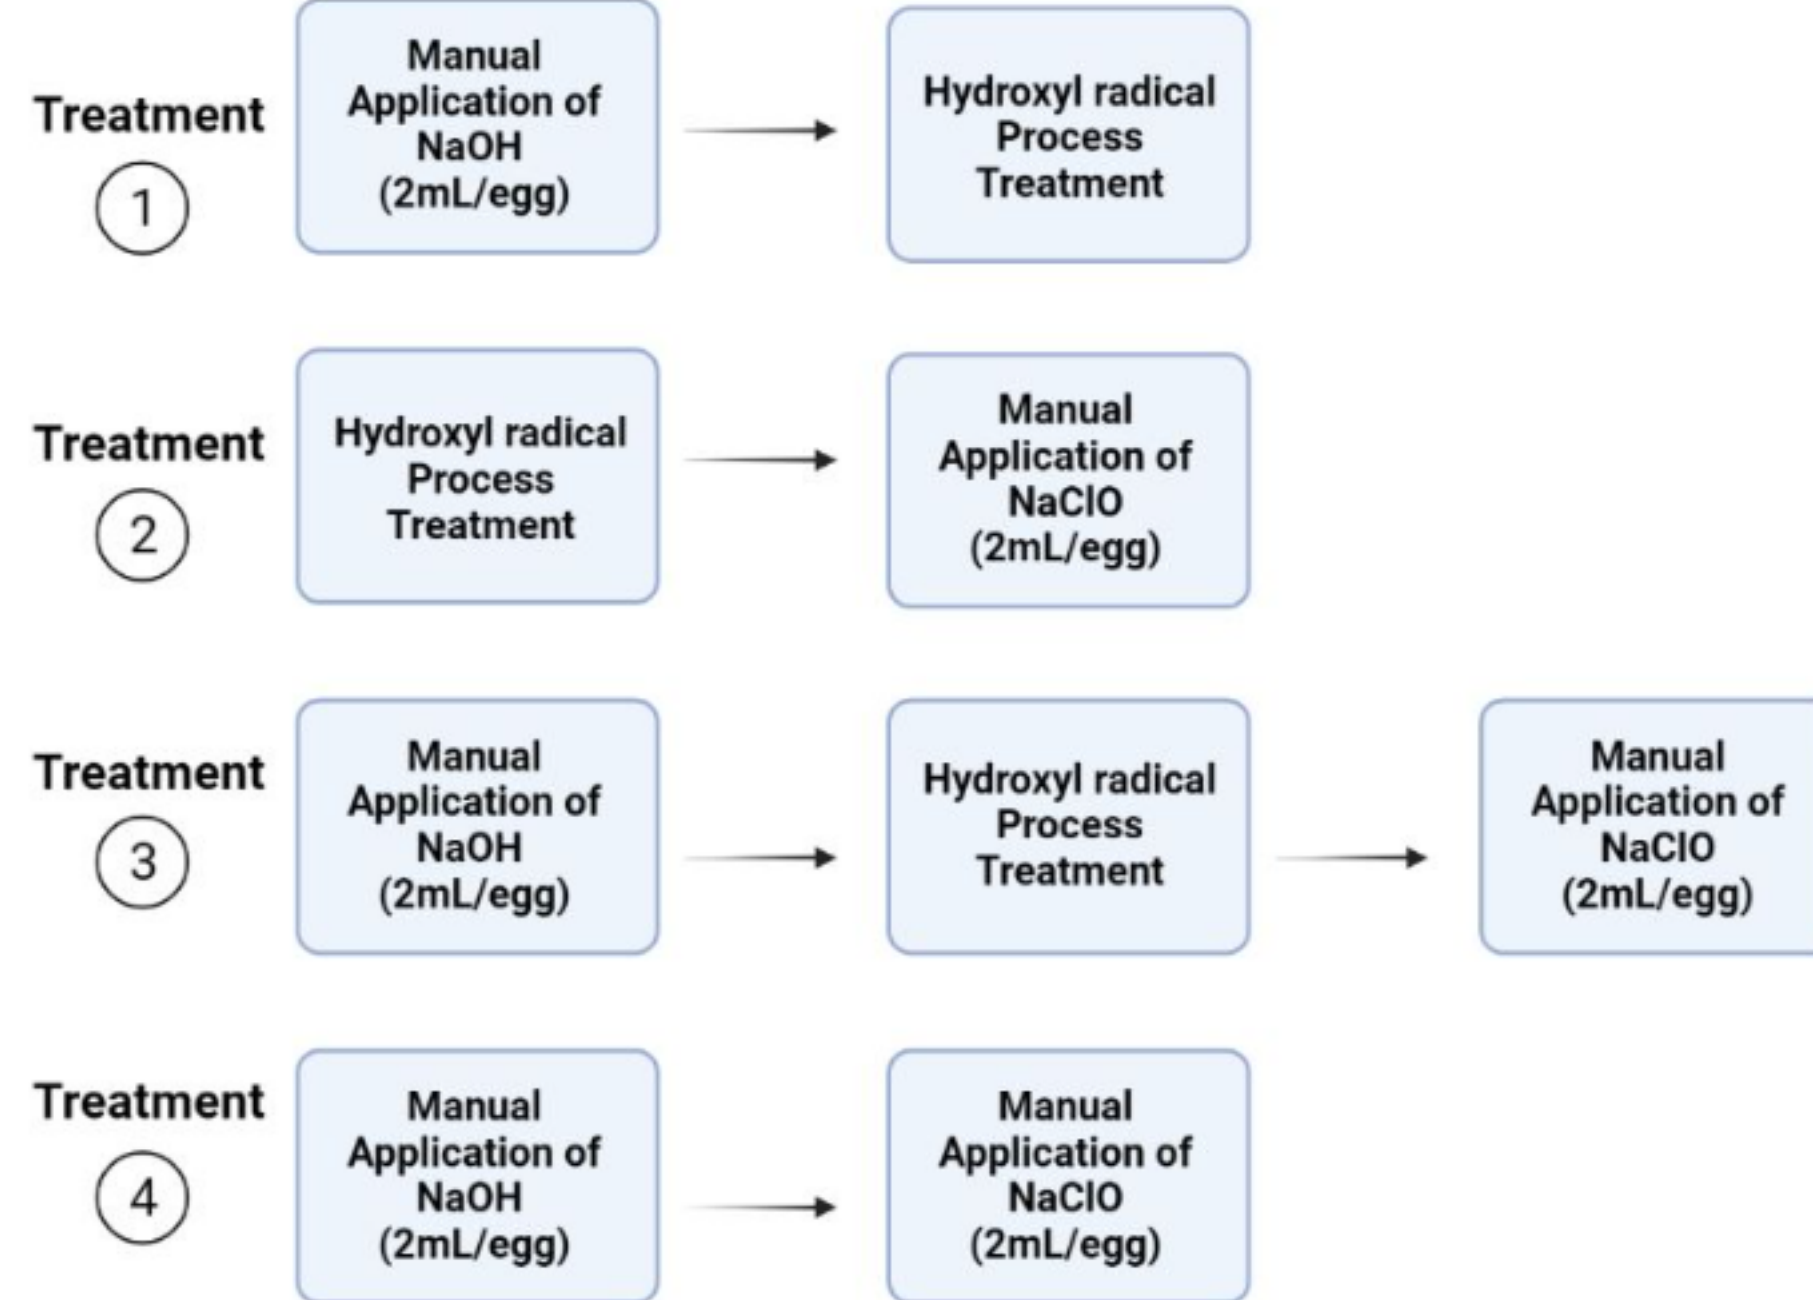 Treatment
1
Manual
Application of
NaOH
(2mL/egg)
Hydroxyl radical
Process
Treatment
Treatment
2
Hydroxyl radical
Process
Treatment
Manual
Application of
NaClO
(2mL/egg)
Treatment
3
Manual
Application of
NaOH
(2mL/egg)
Hydroxyl radical
Process
Treatment
Manual
Application of
NaClO
(2mL/egg)
Treatment
4
Manual
Application of
NaOH
(2mL/egg)
Manual
Application of
NaClO
(2mL/egg)